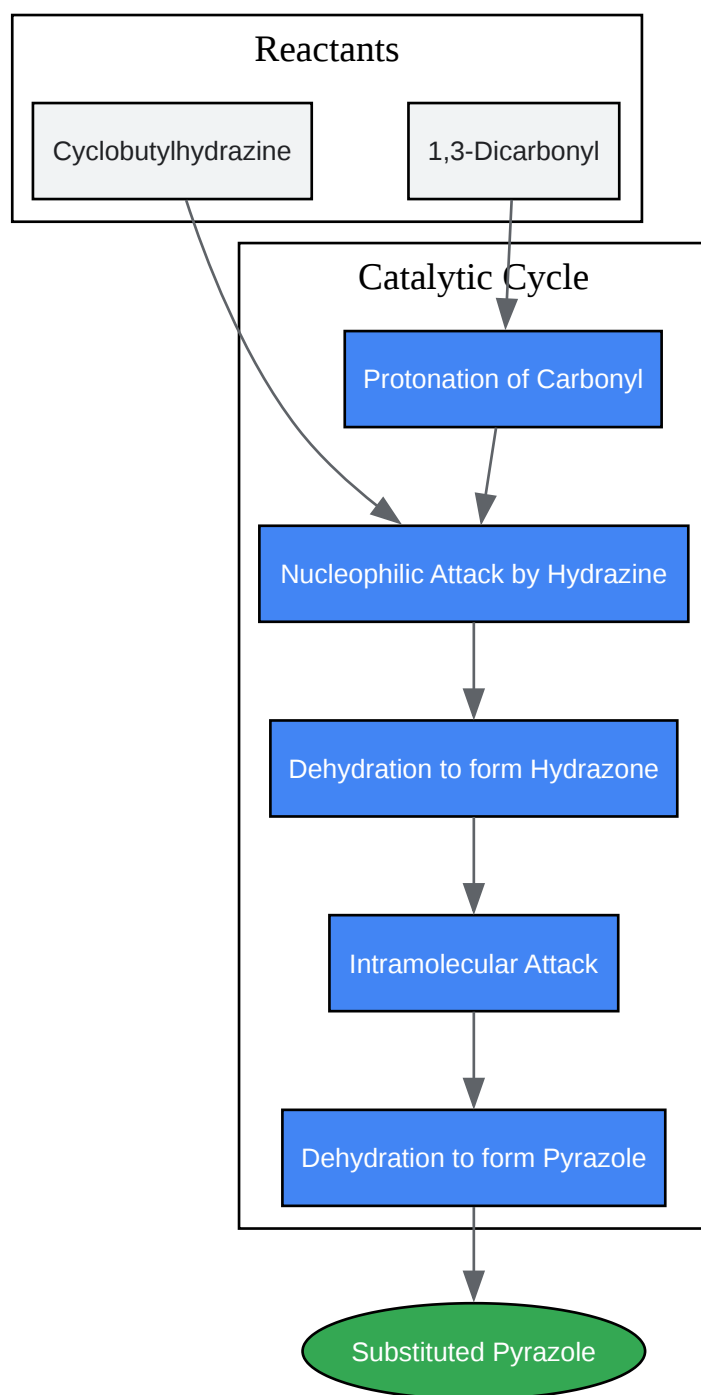 Reactants
Cyclobutylhydrazine
1,3-Dicarbonyl
Catalytic Cycle
Protonation of Carbonyl
Nucleophilic Attack by Hydrazine
Dehydration to form Hydrazone
Intramolecular Attack
Dehydration to form Pyrazole
Substituted Pyrazole